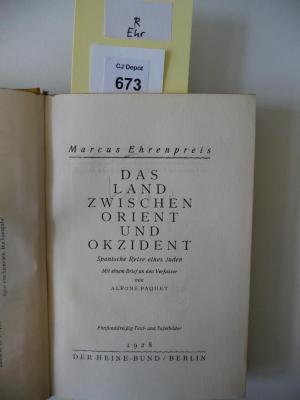 R
Ehr
CJ Depot
673
Marcus Ehrenpreis
DAS
LAND
ZWISCHEN
ORIENT
UND
OKZIDENT
Spanische Reise eines Juden
Mit einem Brief an den Verfasser
von
ALFONS PAQUET
Fünfunddreißig Text- und Tafelbilder
1928
DER HEINE-BUND / BERLIN